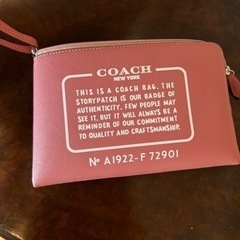 COACH
NEW YORK
THIS IS A COACH BAG. THE
STORYPATCH IS OUR BADGE OF
AUTHENTICITY. FEW PEOPLE MAY
SEE IT, BUT IT WILL ALWAYS BE A
REMINDER OF OUR COMMITMENT
TO QUALITY AND CRAFTSMANSHIP.
No A1922-F72901